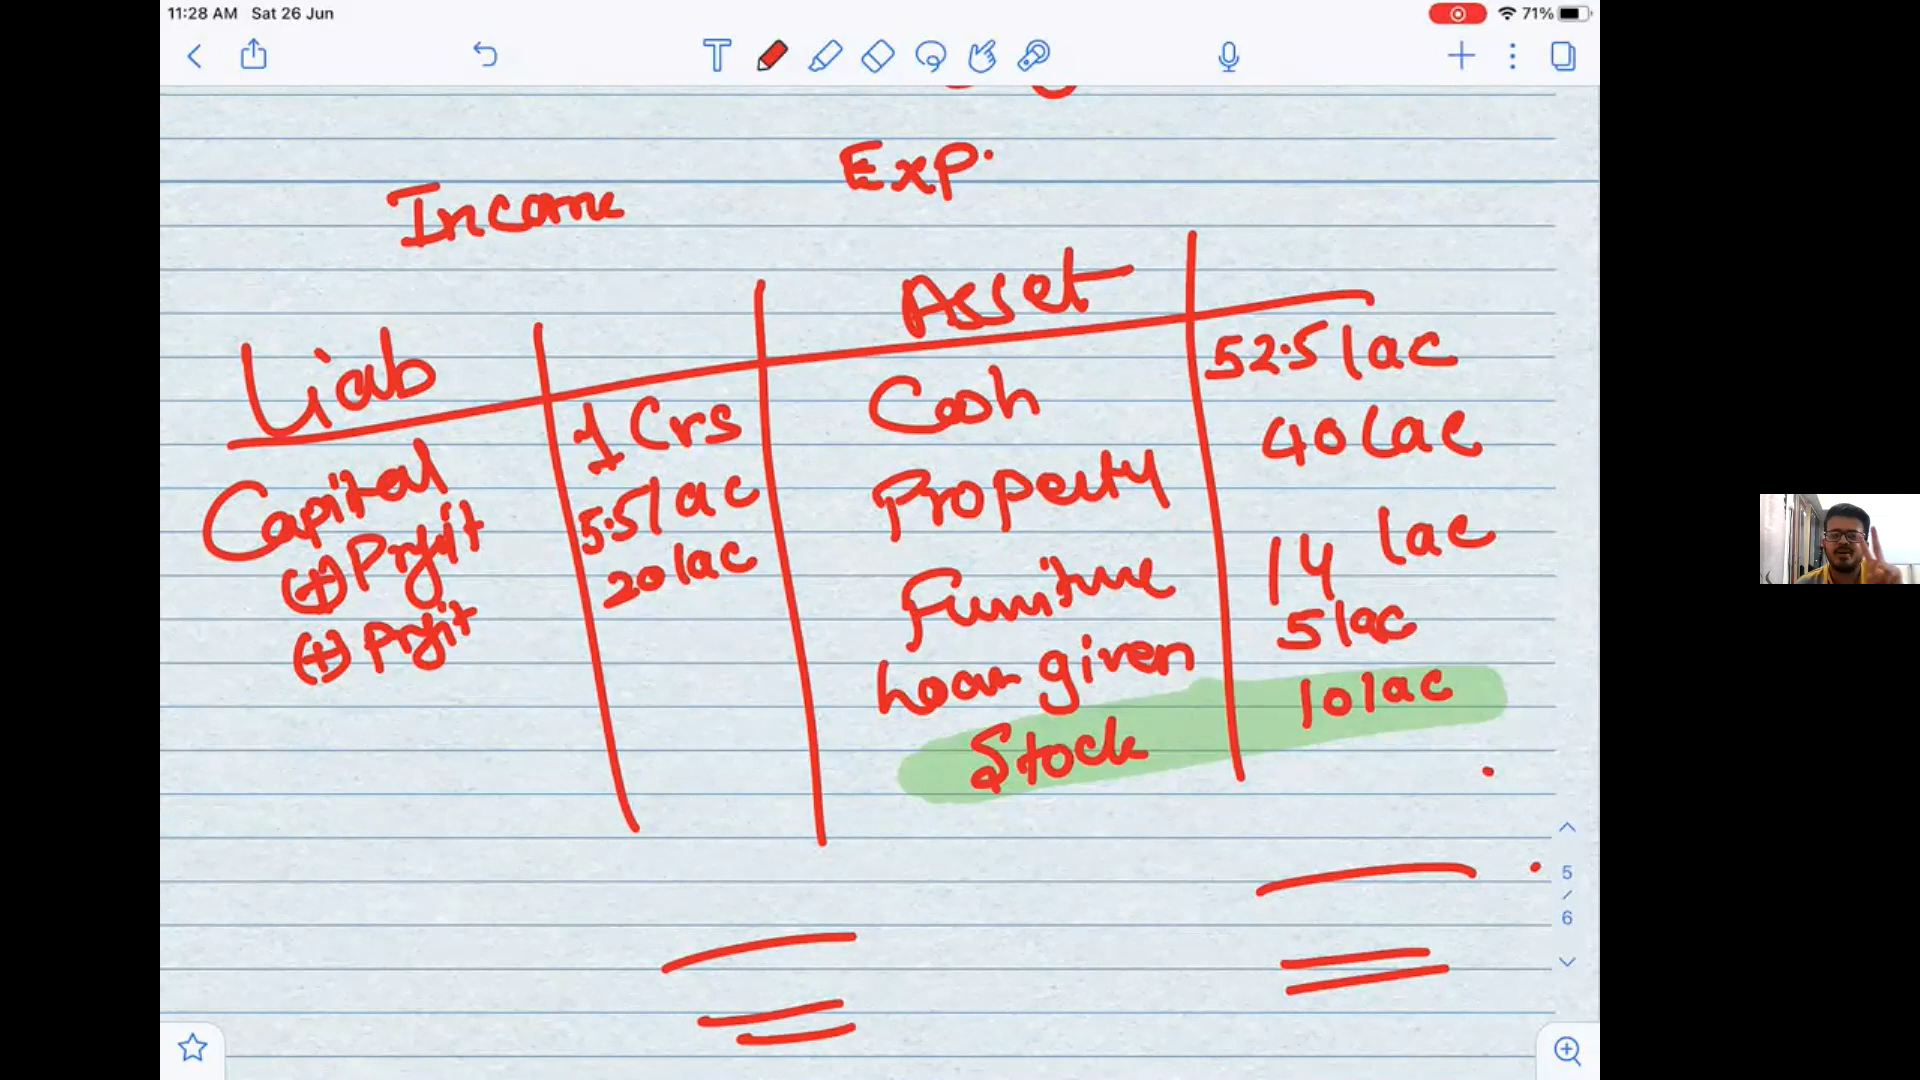 11:28 AM Sat 26 Jun
71%
T
Exp.
Income
Asset
Liab
Cash 52.5 lac
Capital 1 Crs
Property 40 lac
(+) Profit 5.5 lac
Furniture 14 lac
(+) Profit 20 lac
Loan given 5 lac
Stock 10 lac
5
/
6